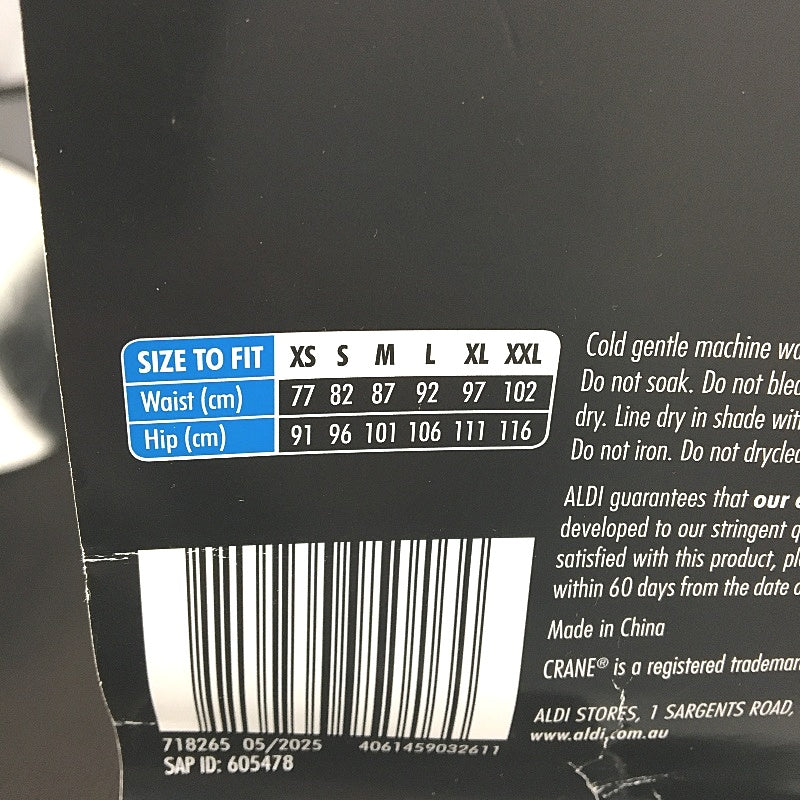 SIZE TO FIT XS S M L XL XXL
Waist (cm) 77 82 87 92 97 102
Hip (cm) 91 96 101 106 111 116
Cold gentle machine
Do not soak. Do not
dry. Line dry in shade
Do not iron. Do not
ALDI guarantees that our
developed to our stringent
satisfied with this product,
within 60 days from the date
Made in China
CRANE® is a registered
ALDI STORES, 1 SARGENTS ROAD,
www.aldi.com.au
718265 05/2025 4061459032611
SAP ID: 605478